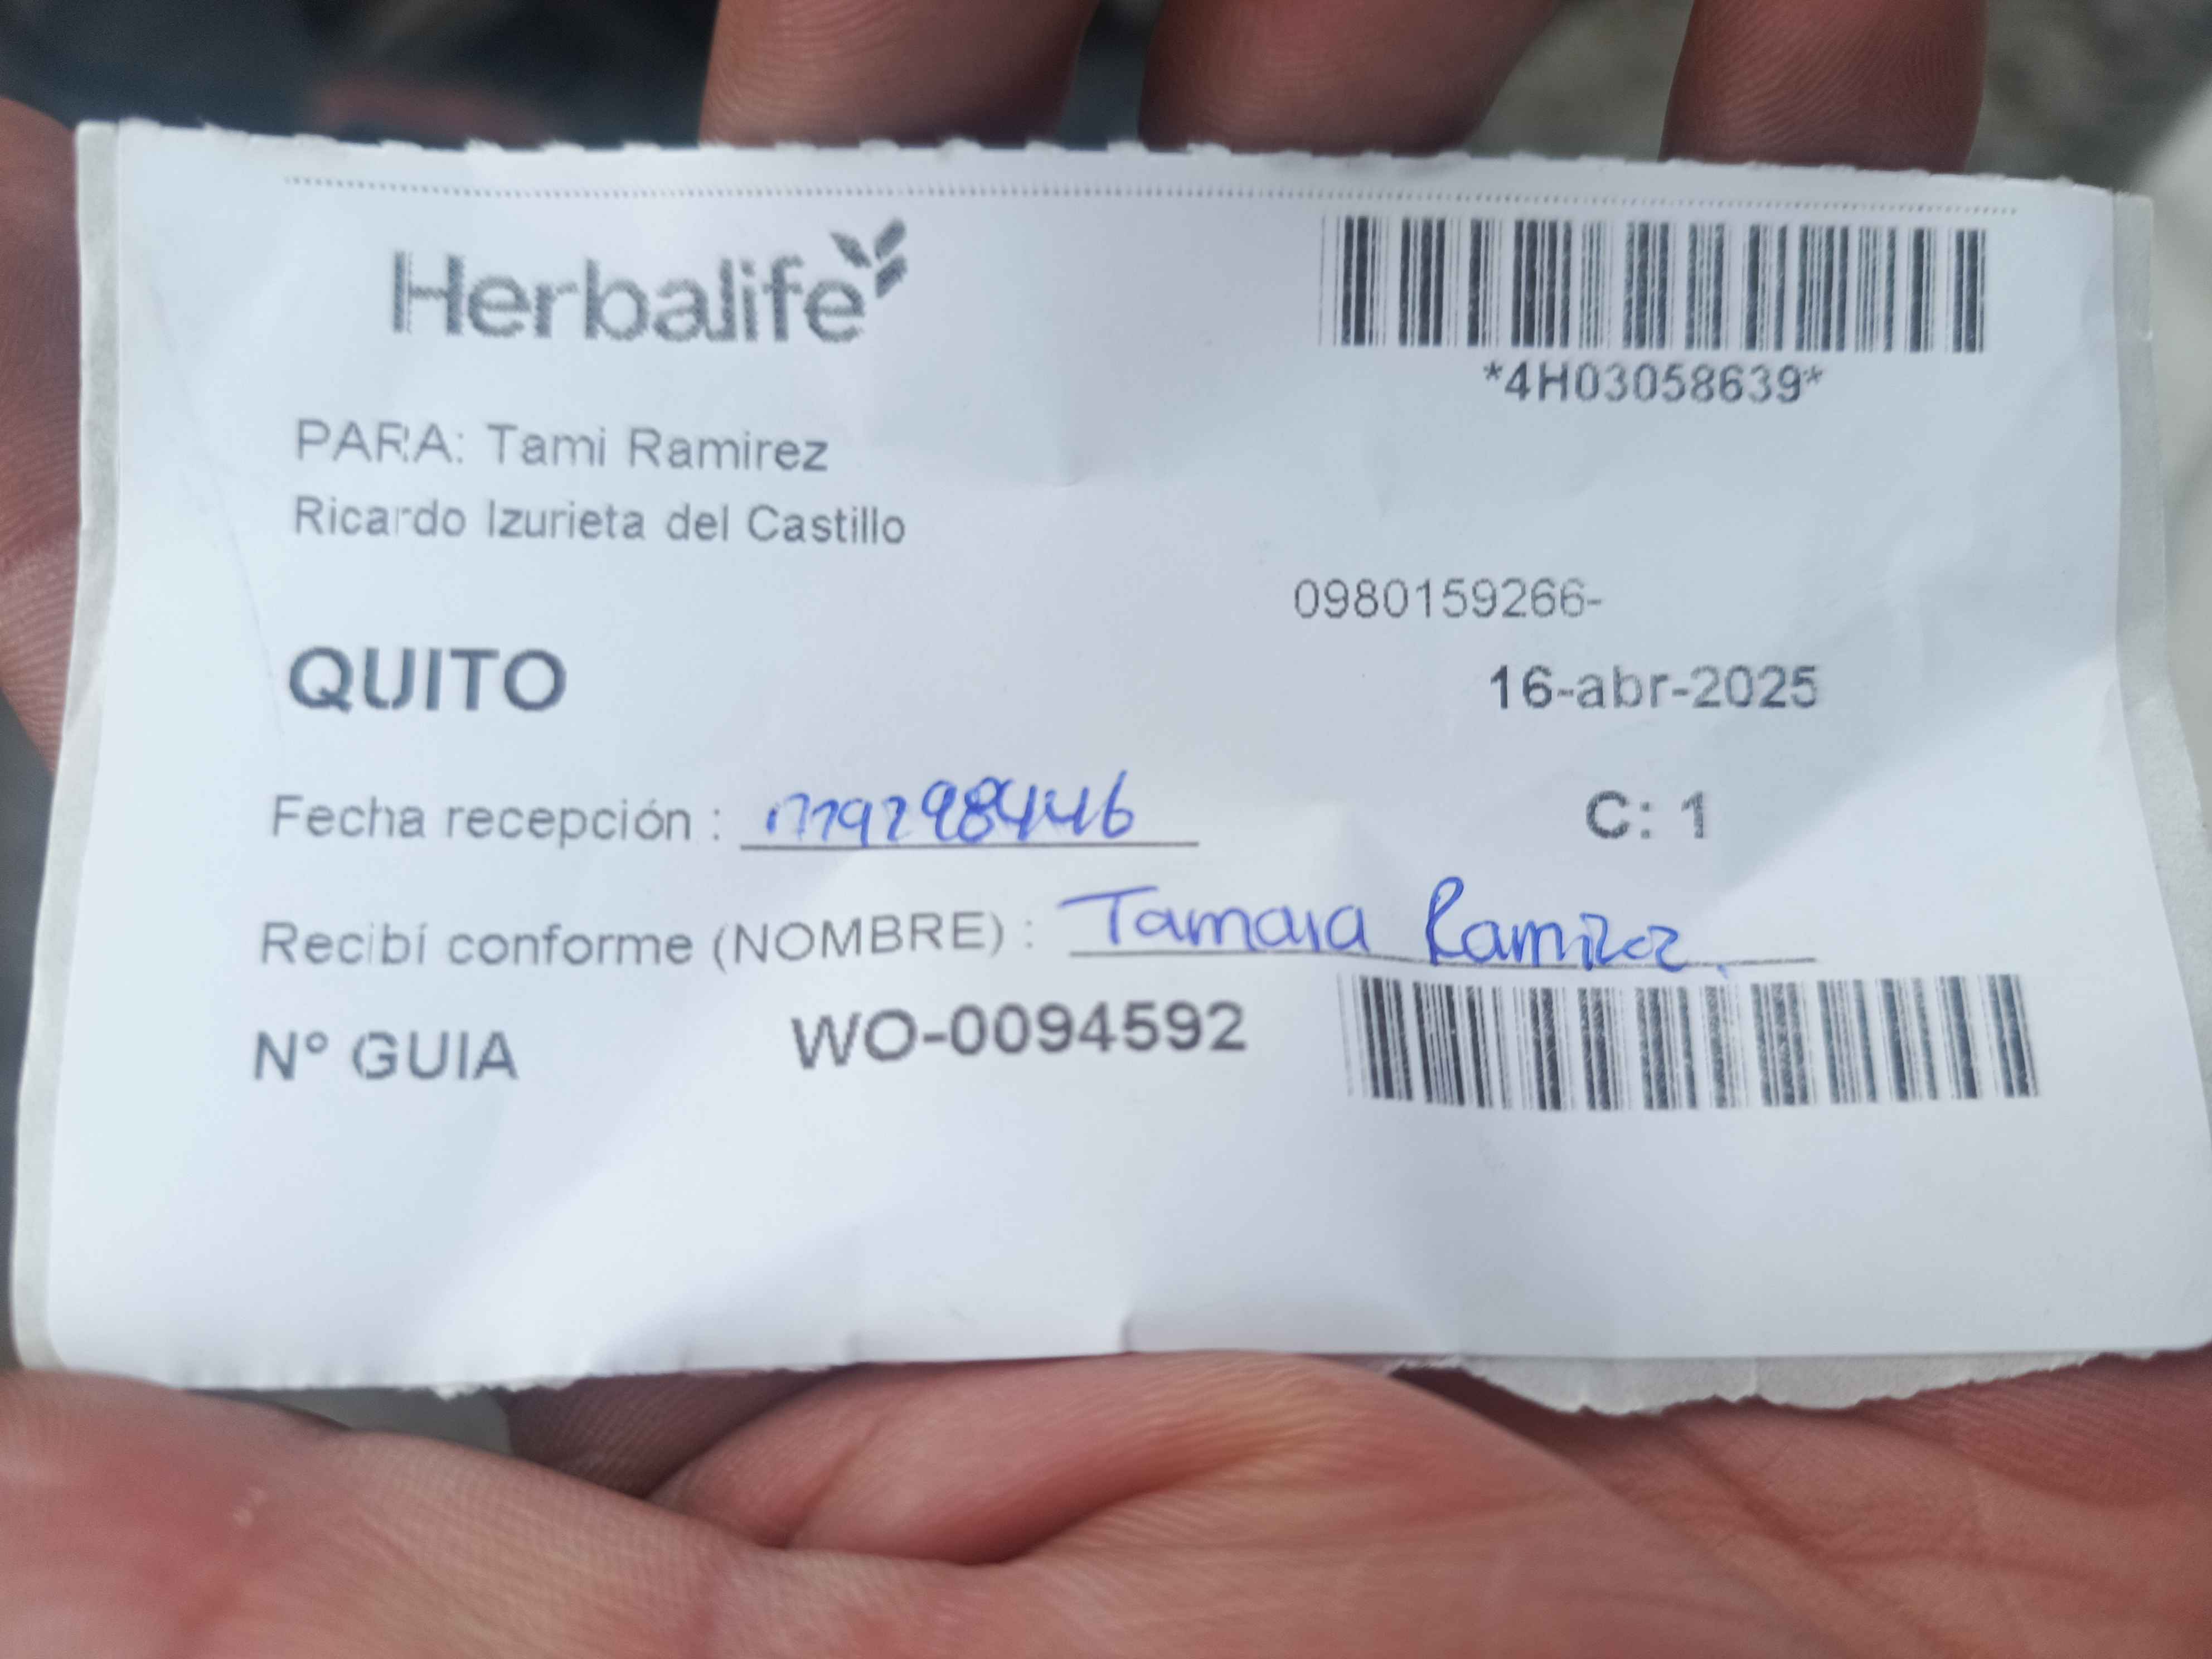 Herbalife
*4H03058639*
PARA: Tami Ramirez
Ricardo Izurieta del Castillo
0980159266-
QUITO
16-abr-2025
Fecha recepción :
C: 1
Recibí conforme (NOMBRE) : Tamara Ramirez
Nº GUIA WO-0094592